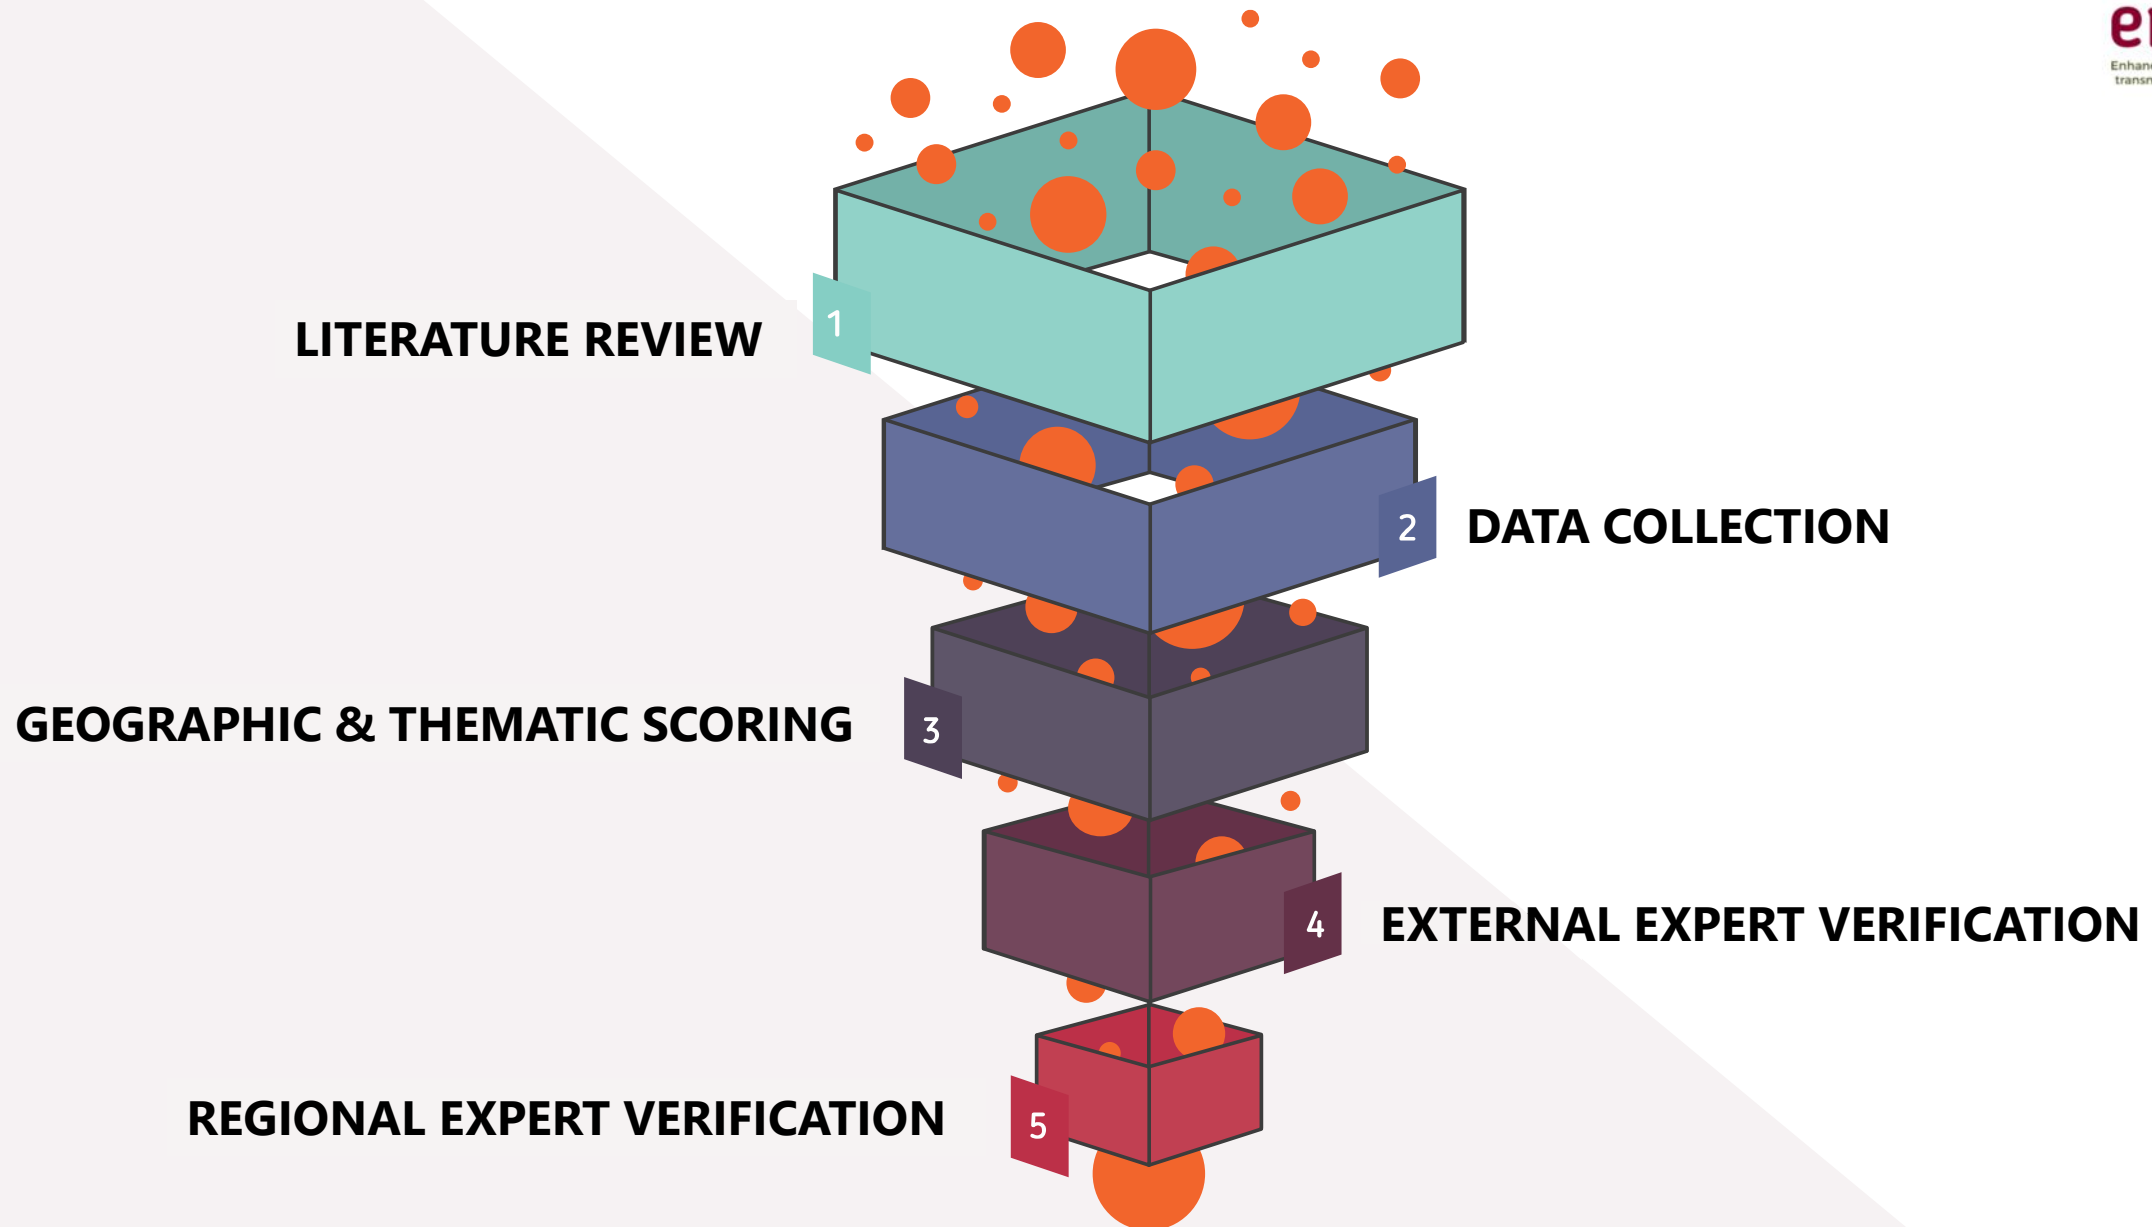 1
LITERATURE REVIEW
2
DATA COLLECTION
3
GEOGRAPHIC & THEMATIC SCORING
4
EXTERNAL EXPERT VERIFICATION
5
REGIONAL EXPERT VERIFICATION